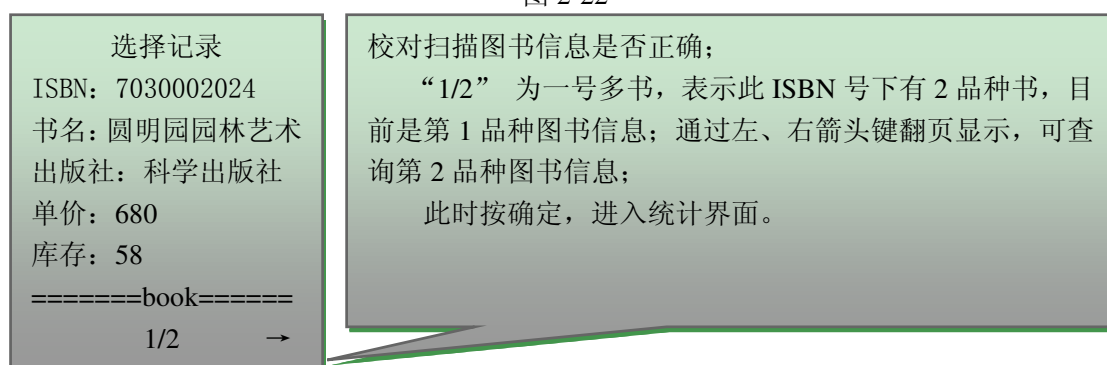 图 2-22
选择记录
ISBN：7030002024
书名：圆明园园林艺术
出版社：科学出版社
单价：680
库存：58
=======book======
1/2 →
校对扫描图书信息是否正确；
“1/2” 为一号多书，表示此 ISBN 号下有 2 品种书，目
前是第 1 品种图书信息；通过左、右箭头键翻页显示，可查
询第 2 品种图书信息；
此时按确定，进入统计界面。